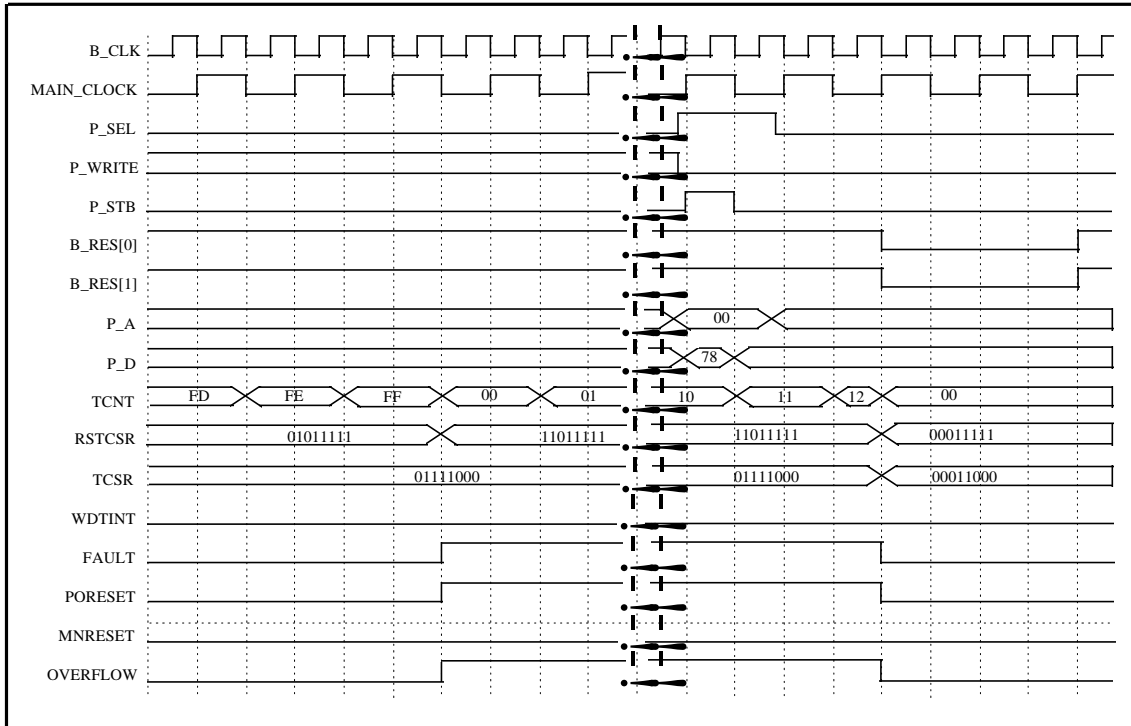 B_CLK
MAIN_CLOCK
P_SEL
P_WRITE
P_STB
B_RES[0]
B_RES[1]
P_A 00
P_D 78
TCNT FD FE FF 00 01 10 11 12 00
RSTCSR 01011111 11011111 11011111 00011111
TCSR 01111000 01111000 00011000
WDTINT
FAULT
PORESET
MNRESET
OVERFLOW